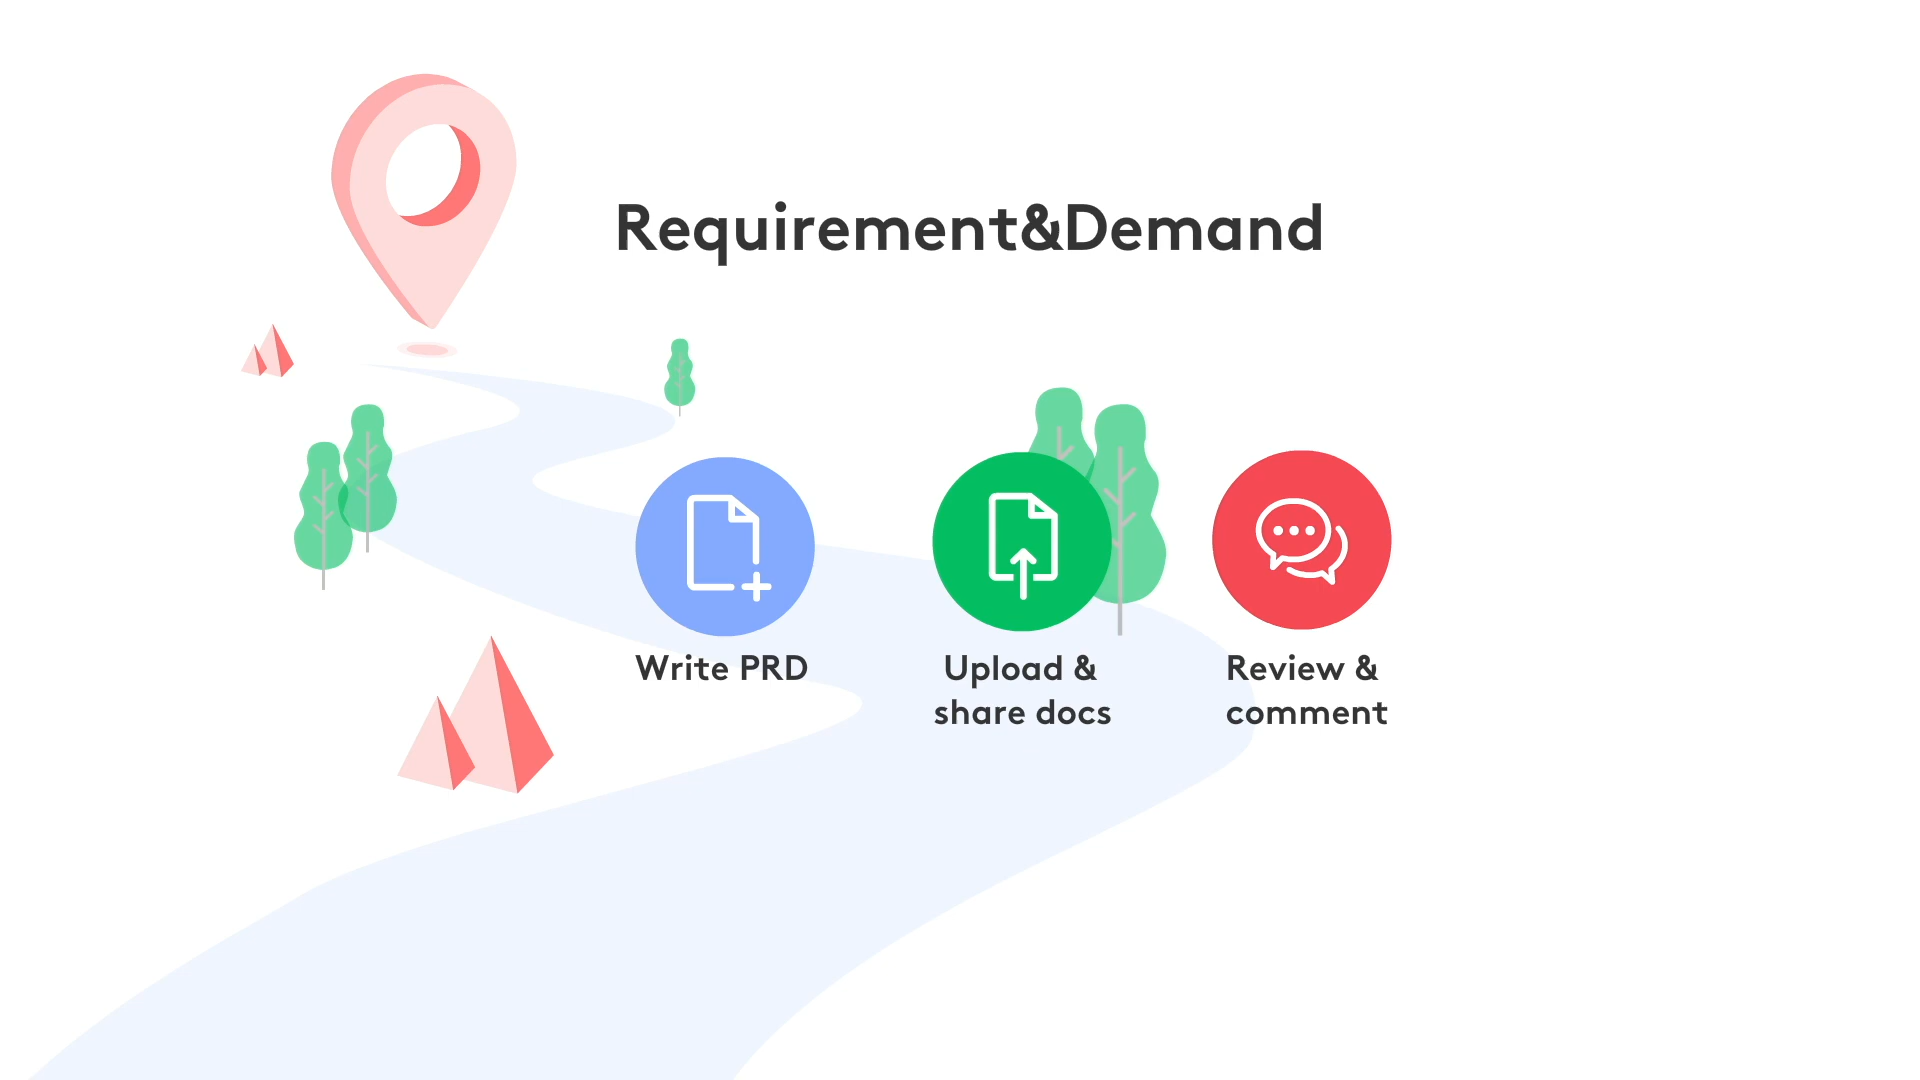 Requirement&Demand
Write PRD
Upload &
share docs
Review &
comment